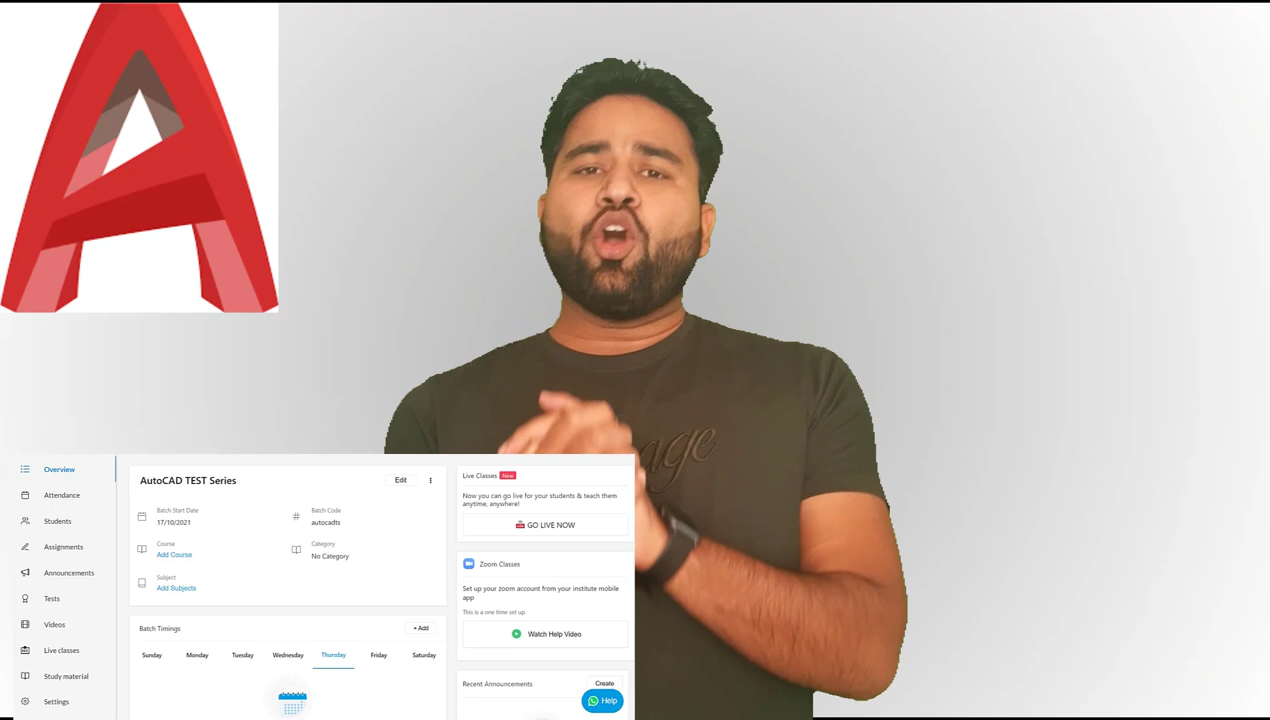 age
Overview
Attendance
Students
Assignments
Announcements
Tests
Videos
Live classes
Study material
Settings
AutoCAD TEST Series
Edit
Batch Start Date
17/10/2021
Batch Code
autocadts
Course
Add Course
Category
No Category
Subject
Add Subjects
Batch Timings
+ Add
Sunday Monday Tuesday Wednesday Thursday Friday Saturday
Live Classes New
Now you can go live for your students & teach them
anytime, anywhere!
GO LIVE NOW
Zoom Classes
Set up your zoom account from your institute mobile
app
This is a one time set up
Watch Help Video
Recent Announcements
Create
Help